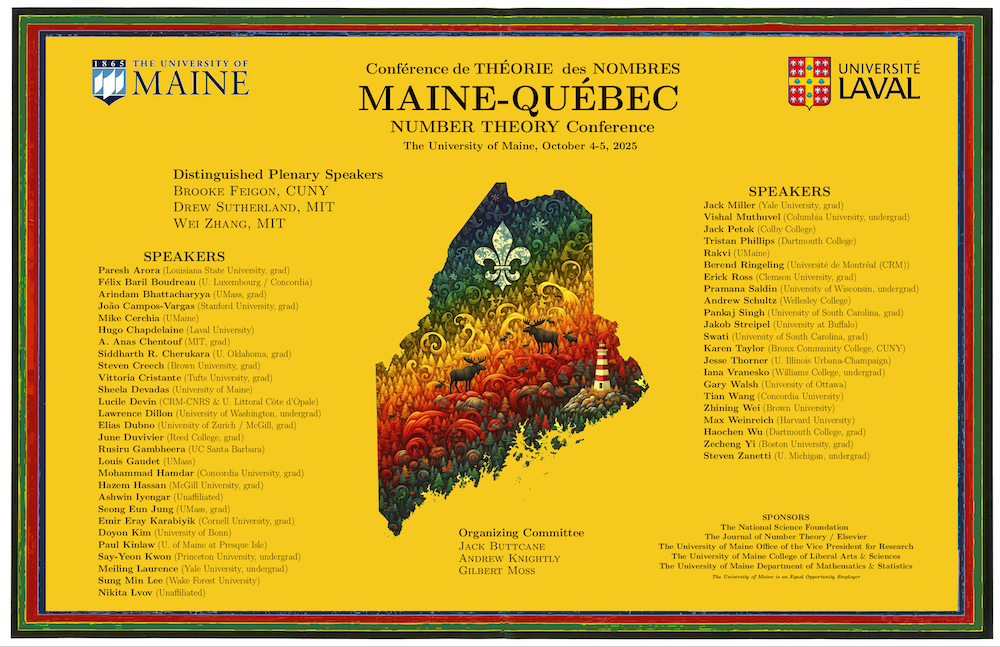 1865
THE UNIVERSITY OF
MAINE
Conférence de THÉORIE des NOMBRES
MAINE-QUÉBEC
NUMBER THEORY Conference
The University of Maine, October 4-5, 2025
UNIVERSITÉ
LAVAL
Distinguished Plenary Speakers
Brooke Feigon, CUNY
Drew Sutherland, MIT
Wei Zhang, MIT
SPEAKERS
Paresh Arora (Louisiana State University, grad)
Félix Baril Boudreau (U. Luxembourg / Concordia)
Arindam Bhattacharyya (UMass, grad)
João Campos-Vargas (Stanford University, grad)
Mike Cerchia (UMaine)
Hugo Chapdelaine (Laval University)
A. Anas Chentouf (MIT, grad)
Siddharth R. Cherukara (U. Oklahoma, grad)
Steven Creech (Brown University, grad)
Vittoria Cristante (Tufts University, grad)
Sheela Devadas (University of Maine)
Lucile Devin (CRM-CNRS & U. Littoral Côte d'Opale)
Lawrence Dillon (University of Washington, undergrad)
Elias Dubno (University of Zurich / McGill, grad)
June Duvivier (Reed College, grad)
Rusiru Gambheera (UC Santa Barbara)
Louis Gaudet (UMass)
Mohammad Hamdar (Concordia University, grad)
Hazem Hassan (McGill University, grad)
Ashwin Iyengar (Unaffiliated)
Seong Eun Jung (UMass, grad)
Emir Eray Karabiyik (Cornell University, grad)
Doyon Kim (University of Bonn)
Paul Kinlaw (U. of Maine at Presque Isle)
Say-Yeon Kwon (Princeton University, undergrad)
Meiling Laurence (Yale University, undergrad)
Sung Min Lee (Wake Forest University)
Nikita Lvov (Unaffiliated)
SPEAKERS
Jack Miller (Yale University, grad)
Vishal Muthuvel (Columbia University, undergrad)
Jack Petok (Colby College)
Tristan Phillips (Dartmouth College)
Rakvi (UMaine)
Berend Ringeling (Université de Montréal (CRM))
Erick Ross (Clemson University, grad)
Pramana Saldin (University of Wisconsin, undergrad)
Andrew Schultz (Wellesley College)
Pankaj Singh (University of South Carolina, grad)
Jakob Streipel (University at Buffalo)
Swati (University of South Carolina, grad)
Karen Taylor (Bronx Community College, CUNY)
Jesse Thorner (U. Illinois Urbana-Champaign)
Iana Vranesko (Williams College, undergrad)
Gary Walsh (University of Ottawa)
Tian Wang (Concordia University)
Zhining Wei (Brown University)
Max Weinreich (Harvard University)
Haochen Wu (Dartmouth College, grad)
Zecheng Yi (Boston University, grad)
Steven Zanetti (U. Michigan, undergrad)
Organizing Committee
Jack Buttcane
Andrew Knightly
Gilbert Moss
SPONSORS
The National Science Foundation
The Journal of Number Theory / Elsevier
The University of Maine Office of the Vice President for Research
The University of Maine College of Liberal Arts & Sciences
The University of Maine Department of Mathematics & Statistics
The University of Maine is an Equal Opportunity Employer